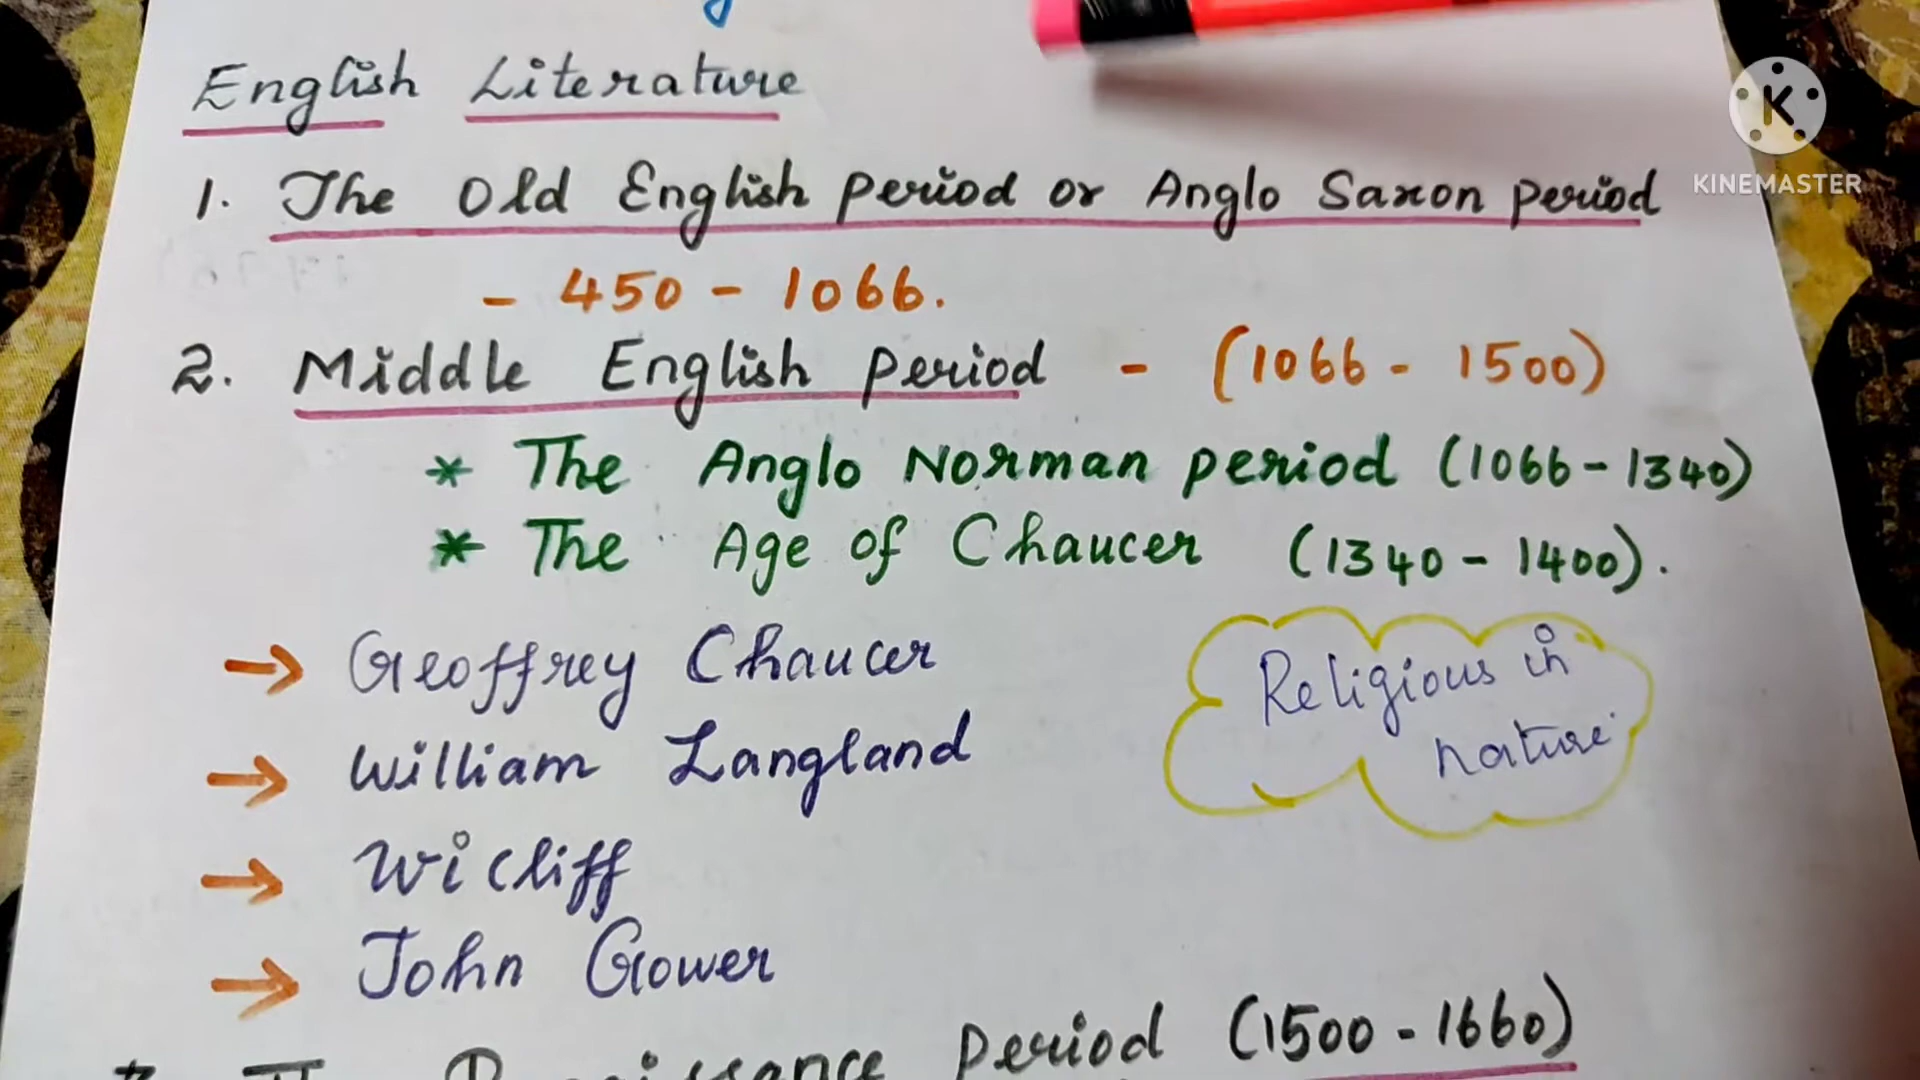 English Literature
1. The Old English period or Anglo Saxon period
- 450 - 1066.
2. Middle English period - (1066 - 1500)
* The Anglo Norman period (1066 - 1340)
* The Age of Chaucer (1340 - 1400).
→ Geoffrey Chaucer
→ William Langland
→ Wicliff
→ John Gower
Religious in
nature
Renaissance period (1500 - 1660)
K
KINEMASTER